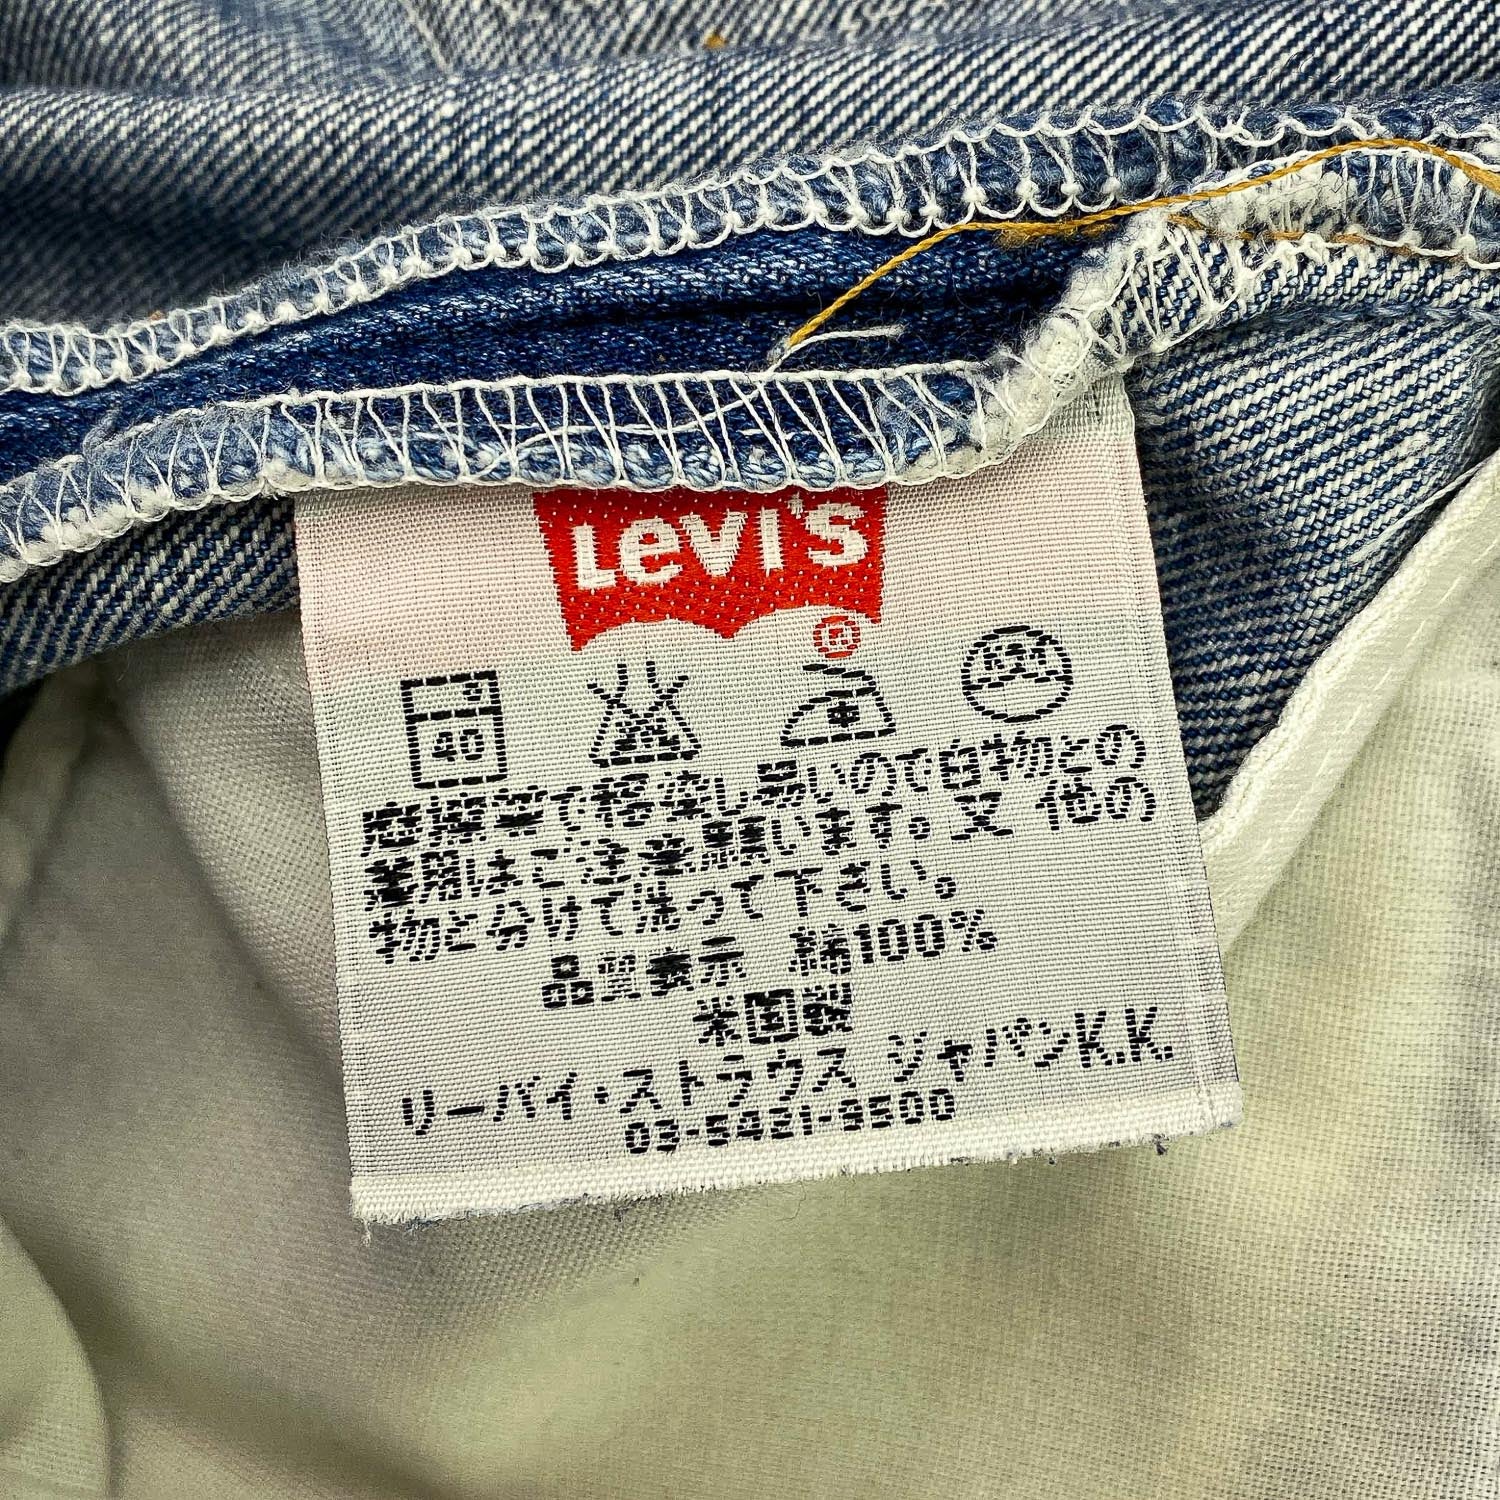 Levi's
®
40
感湿摩で移染し易いので白物との
着用はご注意願います。又 他の
物と分けて洗って下さい。
品質表示 綿100%
米国製
リーバイ・ストラウス ジャパンK.K.
03-5421-9500